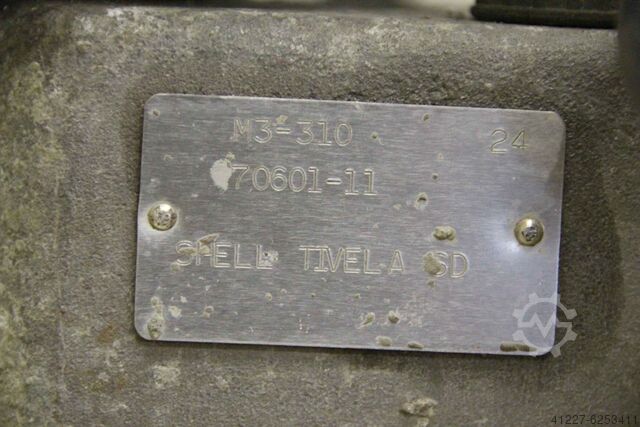 M3-310 24
70601-11
SHELL TIVELA SD
41227-6253411